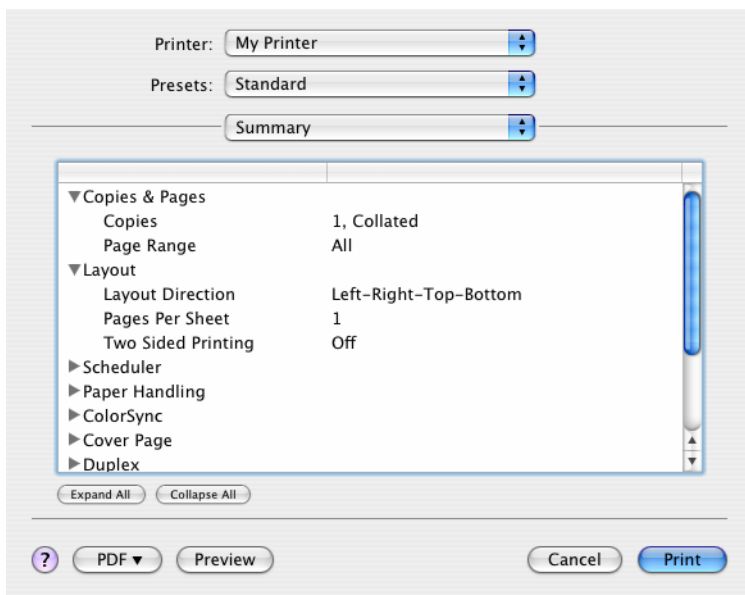 Printer: My Printer
Presets: Standard
Summary
Copies & Pages
Copies 1, Collated
Page Range All
Layout
Layout Direction Left-Right-Top-Bottom
Pages Per Sheet 1
Two Sided Printing Off
Scheduler
Paper Handling
ColorSync
Cover Page
Duplex
Expand All Collapse All
? PDF▼ Preview Cancel Print